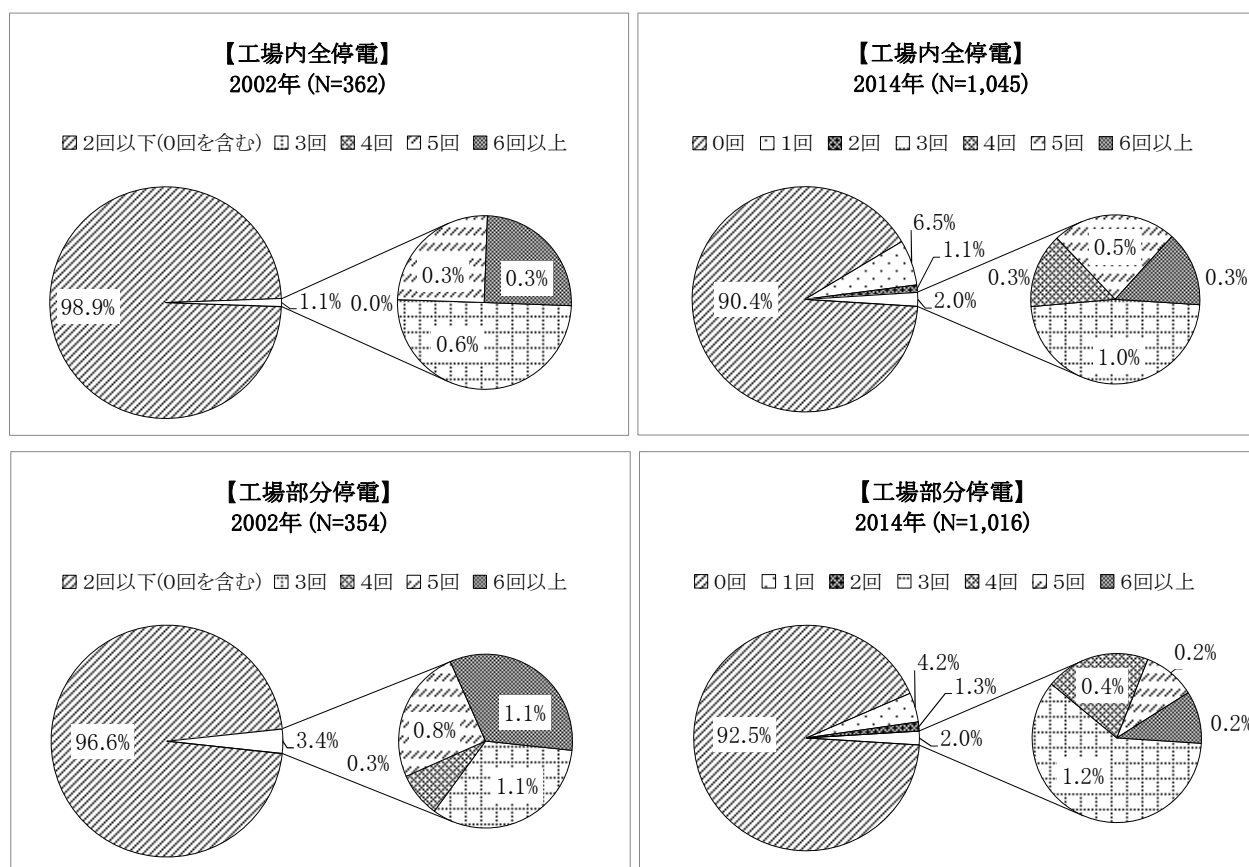 【工場内全停電】
2002年 (N=362)
2回以下(0回を含む) 3回 4回 5回 6回以上
98.9%
1.1%
0.0%
0.3%
0.3%
0.6%
【工場内全停電】
2014年 (N=1,045)
0回 1回 2回 3回 4回 5回 6回以上
90.4%
6.5%
1.1%
2.0%
0.3%
0.5%
0.3%
1.0%
【工場部分停電】
2002年 (N=354)
2回以下(0回を含む) 3回 4回 5回 6回以上
96.6%
3.4%
0.3%
0.8%
1.1%
1.1%
【工場部分停電】
2014年 (N=1,016)
0回 1回 2回 3回 4回 5回 6回以上
92.5%
4.2%
1.3%
2.0%
0.4%
0.2%
0.2%
1.2%